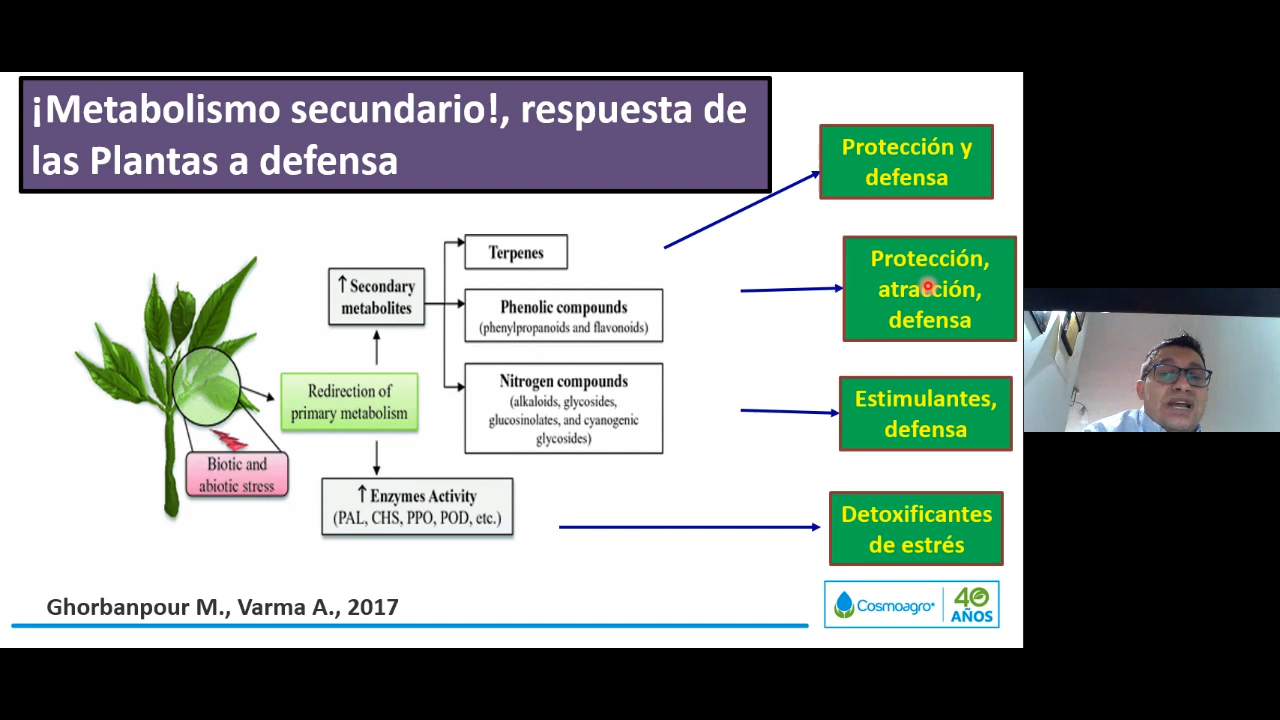 ¡Metabolismo secundario!, respuesta de
las Plantas a defensa
Protección y
defensa
Terpenes
Protección,
atracción,
defensa
↑ Secondary
metabolites
Phenolic compounds
(phenylpropanoids and flavonoids)
Redirection of
primary metabolism
Nitrogen compounds
(alkaloids, glycosides,
glucosinolates, and cyanogenic
glycosides)
Estimulantes,
defensa
Biotic and
abiotic stress
↑ Enzymes Activity
(PAL, CHS, PPO, POD, etc.)
Detoxificantes
de estrés
Ghorbanpour M., Varma A., 2017
Cosmoagro
40
AÑOS